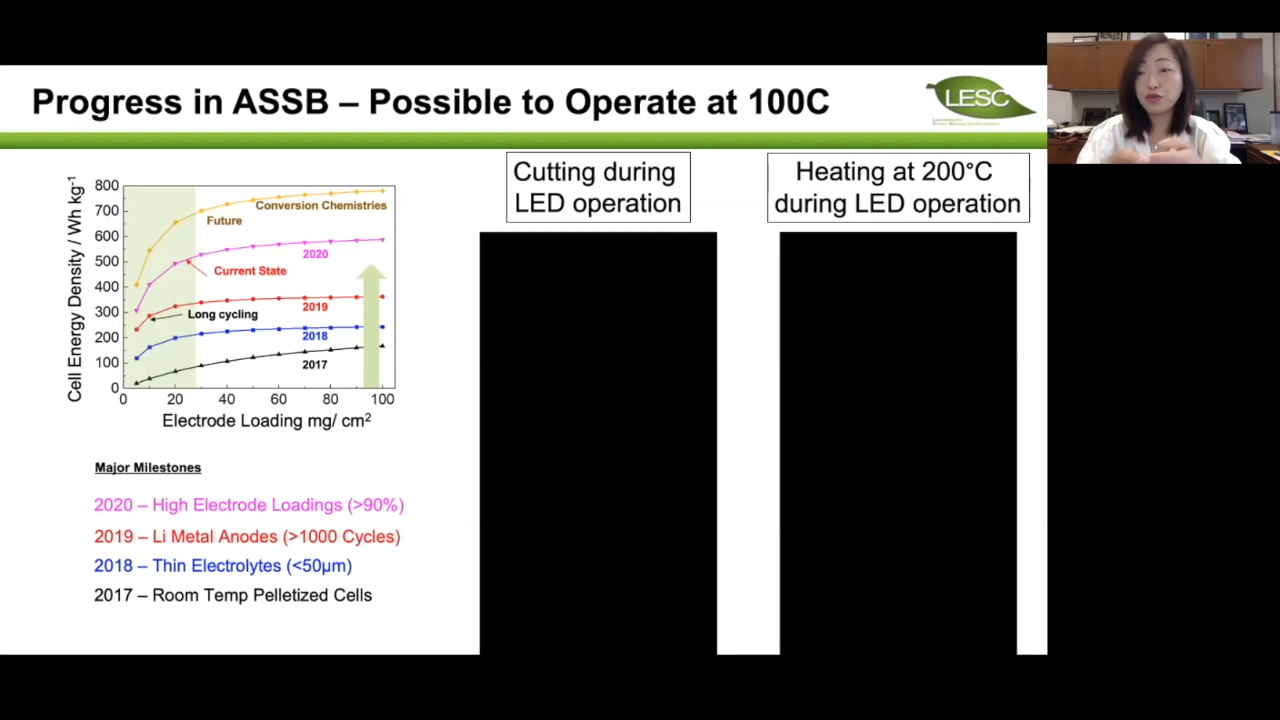 Progress in ASSB – Possible to Operate at 100C
LESC
Cutting during
LED operation
Heating at 200°C
during LED operation
Cell Energy Density / Wh kg-1
800
700
600
500
400
300
200
100
0
Conversion Chemistries
Future
2020
Current State
2019
Long cycling
2018
2017
0 20 40 60 80 100
Electrode Loading mg/ cm2
Major Milestones
2020 – High Electrode Loadings (>90%)
2019 – Li Metal Anodes (>1000 Cycles)
2018 – Thin Electrolytes (<50µm)
2017 – Room Temp Pelletized Cells